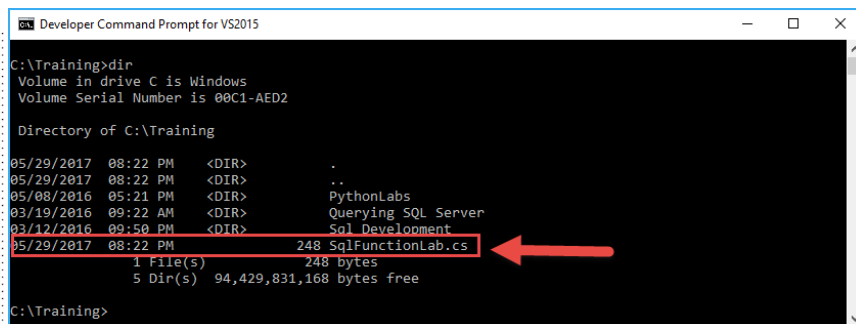 Developer Command Prompt for VS2015
C:\Training>dir
Volume in drive C is Windows
Volume Serial Number is 00C1-AED2
Directory of C:\Training
05/29/2017 08:22 PM <DIR> .
05/29/2017 08:22 PM <DIR> ..
05/08/2016 05:21 PM <DIR> PythonLabs
03/19/2016 09:22 AM <DIR> Querying SQL Server
03/12/2016 09:50 PM <DIR> Sql Development
05/29/2017 08:22 PM 248 SqlFunctionLab.cs
1 File(s) 248 bytes
5 Dir(s) 94,429,831,168 bytes free
C:\Training>